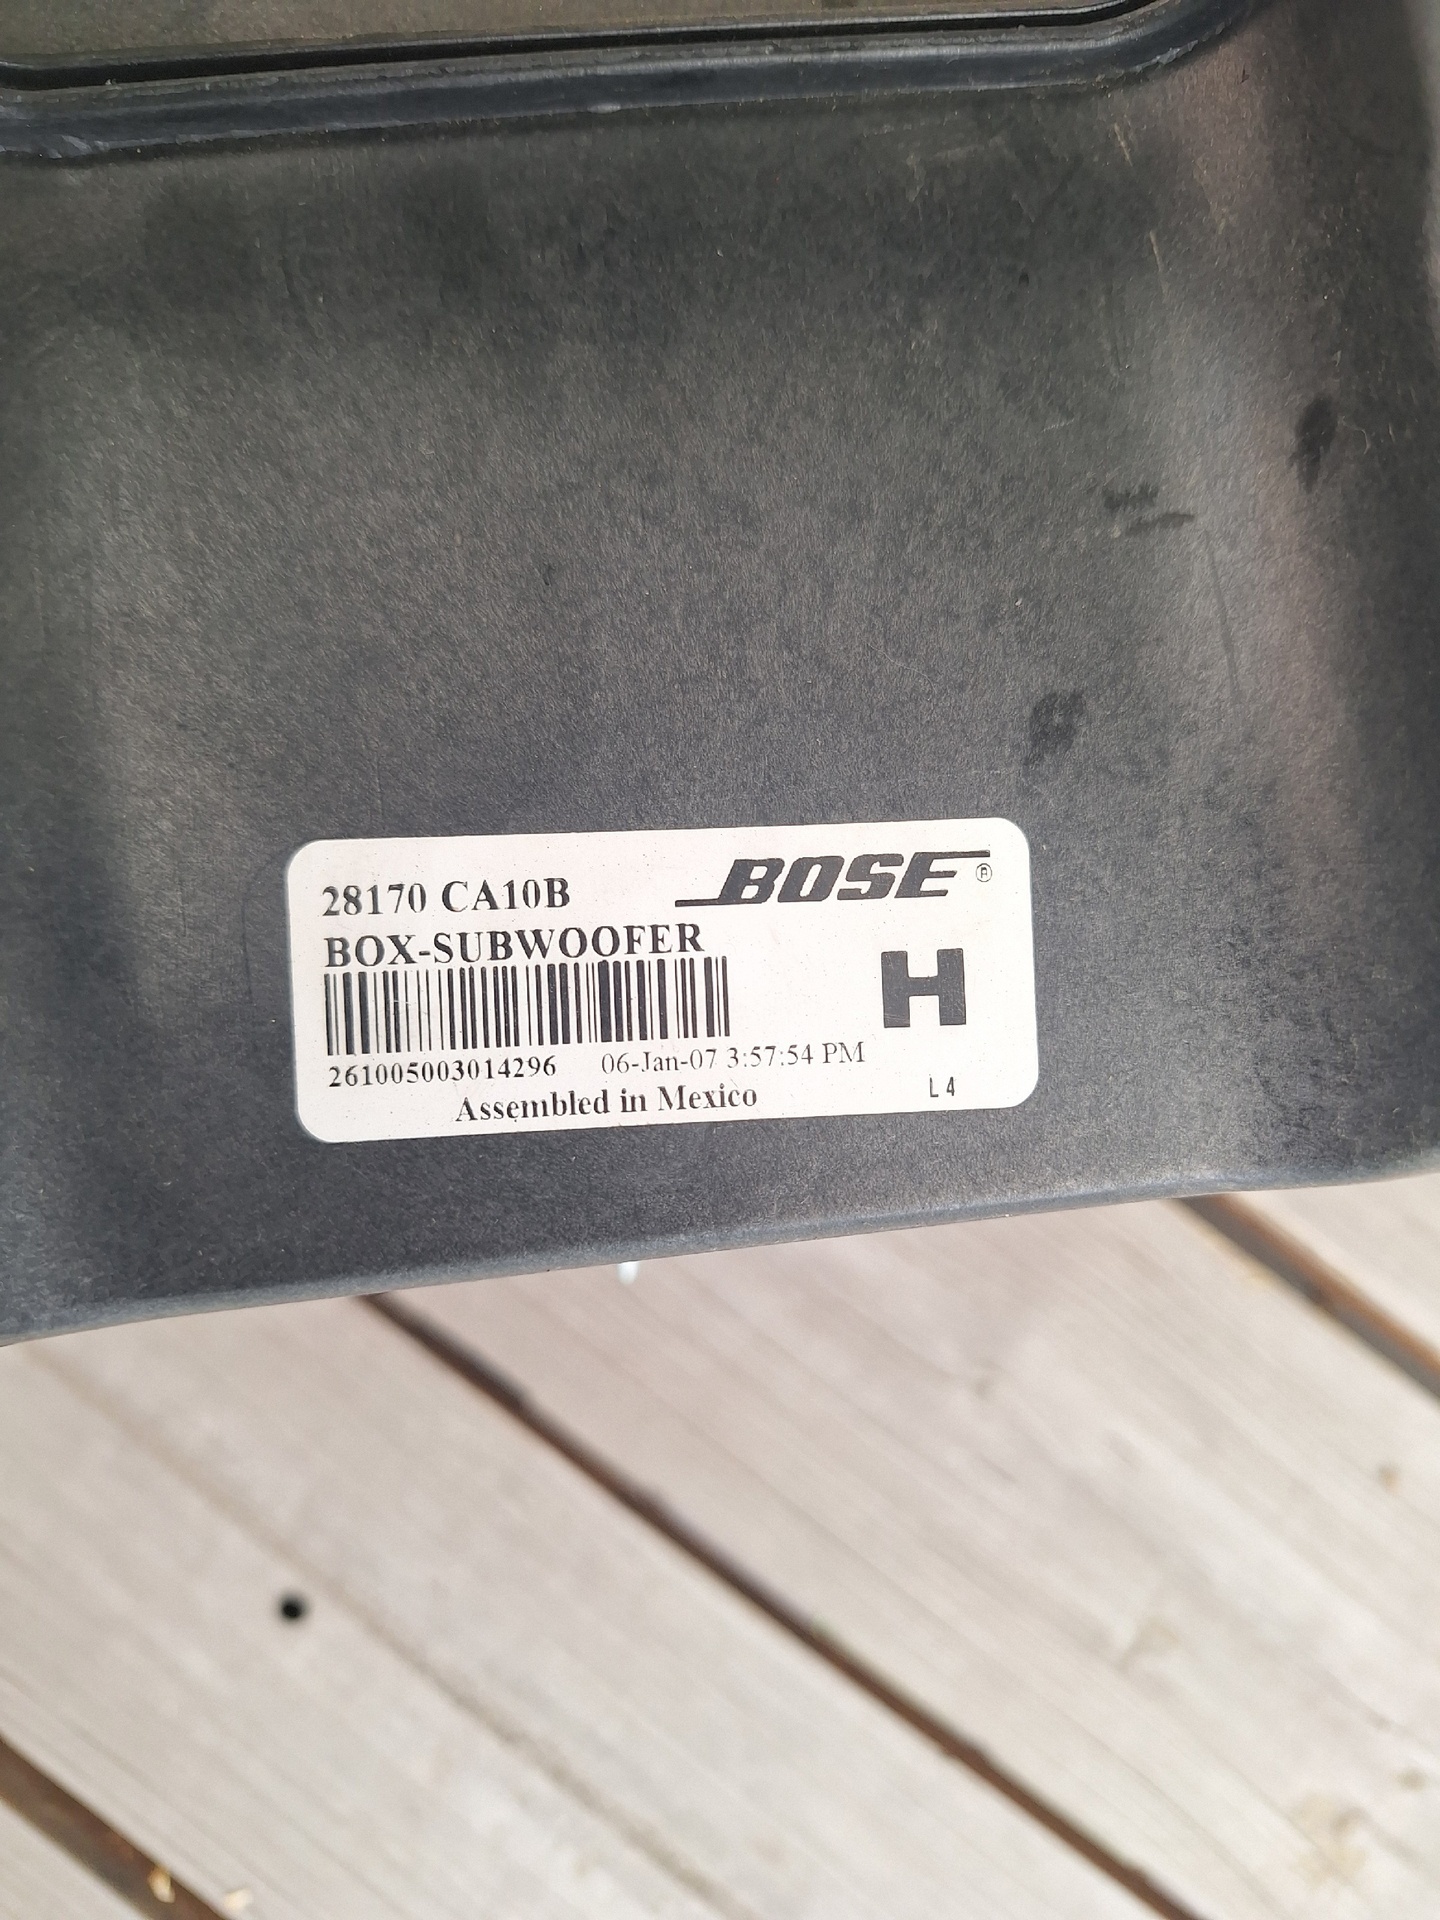 28170 CA10B
BOSE®
BOX-SUBWOOFER
H
261005003014296 06-Jan-07 3:57:54 PM
Assembled in Mexico
L4